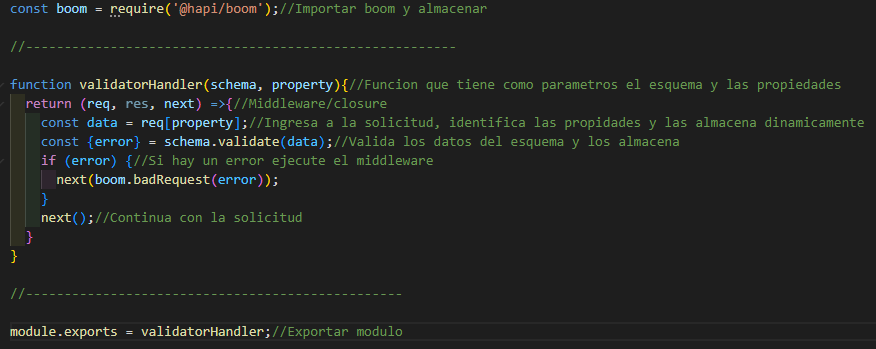 const boom = require('@hapi/boom');//Importar boom y almacenar
//--------------------------------------------------------
function validatorHandler(schema, property){//Funcion que tiene como parametros el esquema y las propiedades
return (req, res, next) =>{//Middleware/closure
const data = req[property];//Ingresa a la solicitud, identifica las propidades y las almacena dinamicamente
const {error} = schema.validate(data);//Valida los datos del esquema y los almacena
if (error) {//Si hay un error ejecute el middleware
next(boom.badRequest(error));
}
next();//Continua con la solicitud
}
}
//-------------------------------------------------
module.exports = validatorHandler;//Exportar modulo